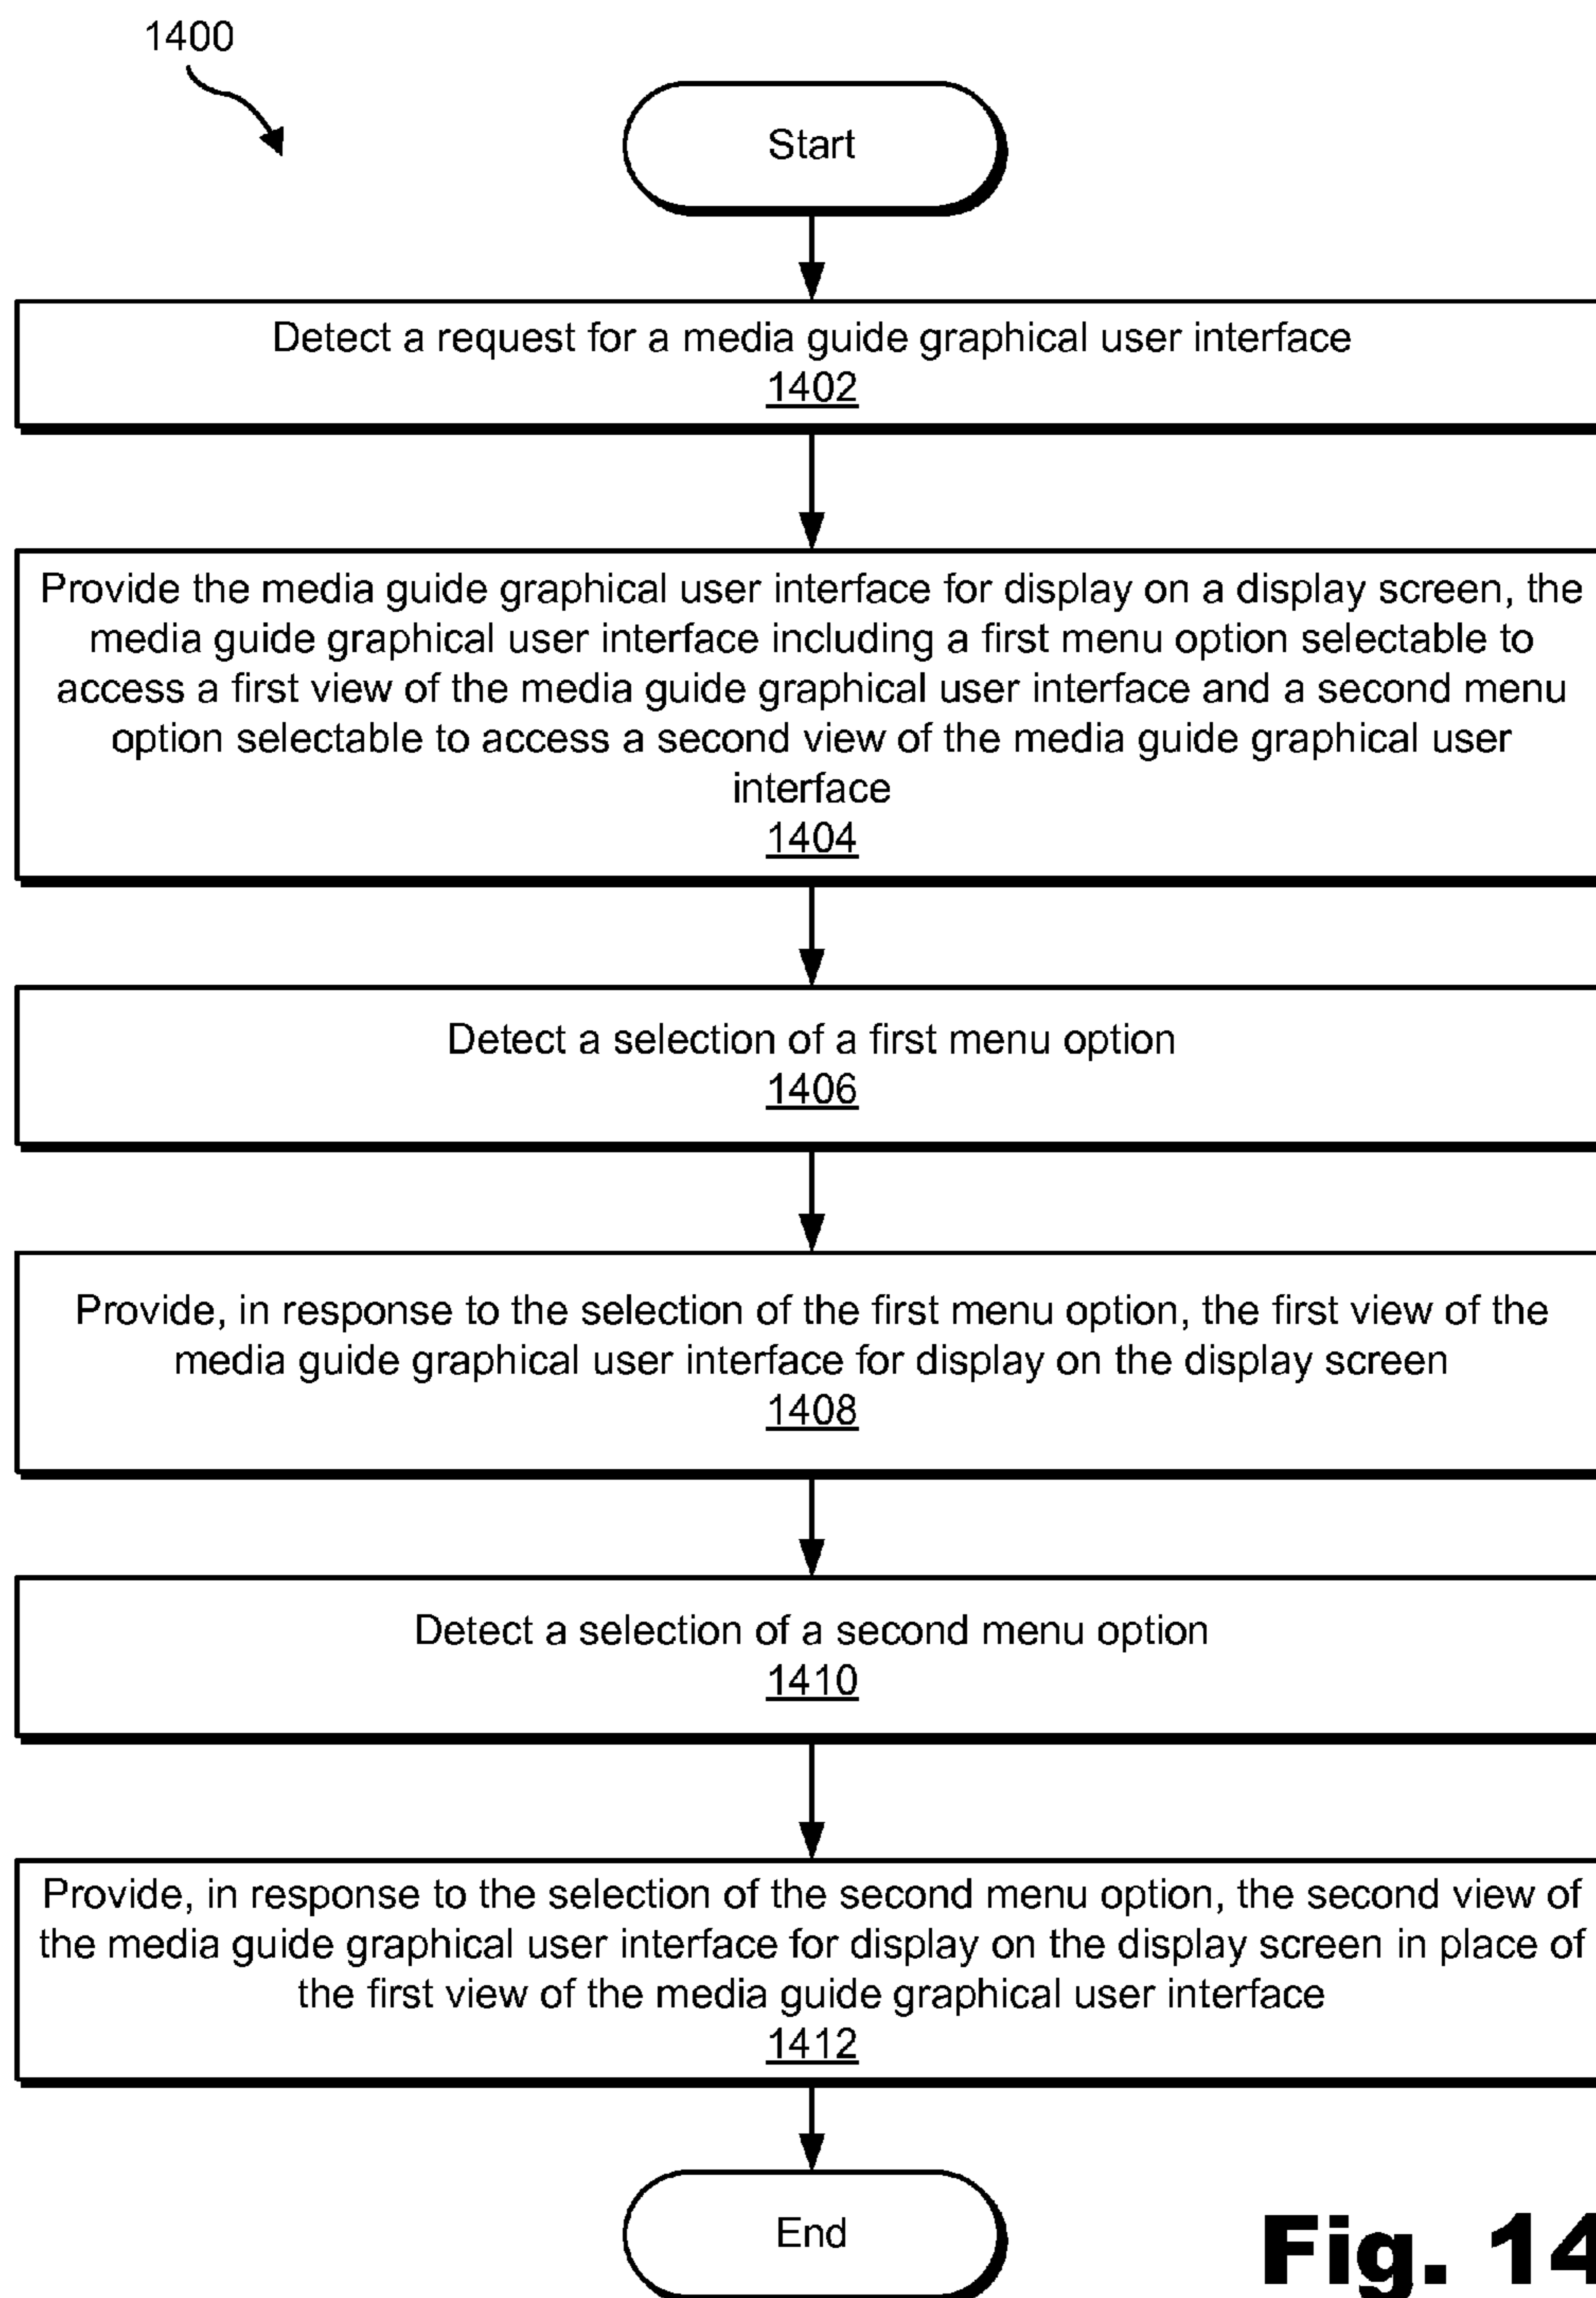 1400
Start
Detect a request for a media guide graphical user interface
1402
Provide the media guide graphical user interface for display on a display screen, the
media guide graphical user interface including a first menu option selectable to
access a first view of the media guide graphical user interface and a second menu
option selectable to access a second view of the media guide graphical user
interface
1404
Detect a selection of a first menu option
1406
Provide, in response to the selection of the first menu option, the first view of the
media guide graphical user interface for display on the display screen
1408
Detect a selection of a second menu option
1410
Provide, in response to the selection of the second menu option, the second view of
the media guide graphical user interface for display on the display screen in place of
the first view of the media guide graphical user interface
1412
End
Fig. 14